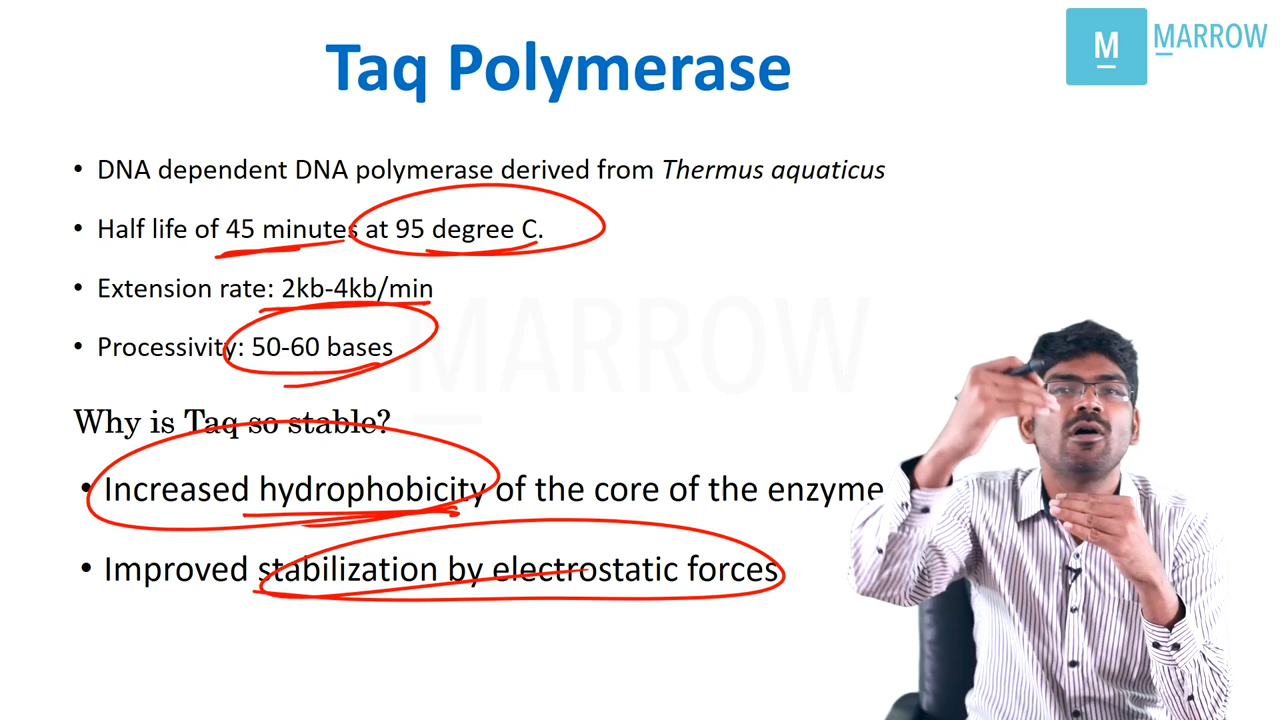 Taq Polymerase
M
MARROW
• DNA dependent DNA polymerase derived from Thermus aquaticus
• Half life of 45 minutes at 95 degree C.
• Extension rate: 2kb-4kb/min
• Processivity: 50-60 bases
MARROW
Why is Taq so stable?
• Increased hydrophobicity of the core of the enzyme
• Improved stabilization by electrostatic forces